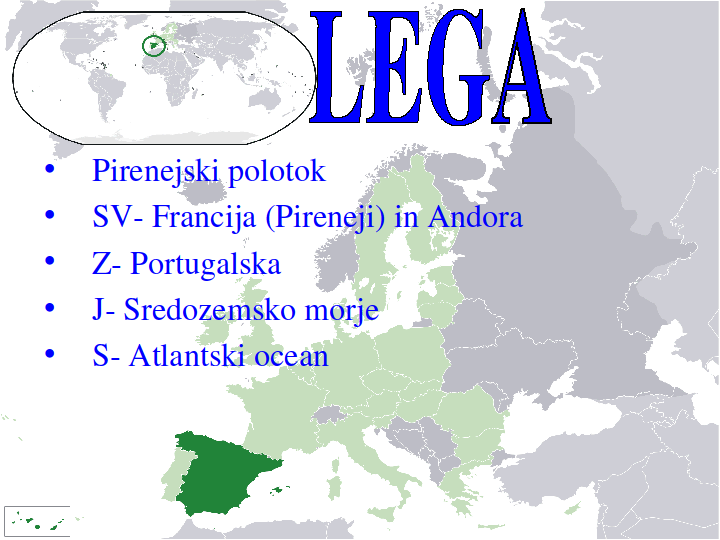 LEGA
• Pirenejski polotok
• SV- Francija (Pireneji) in Andora
• Z- Portugalska
• J- Sredozemsko morje
• S- Atlantski ocean